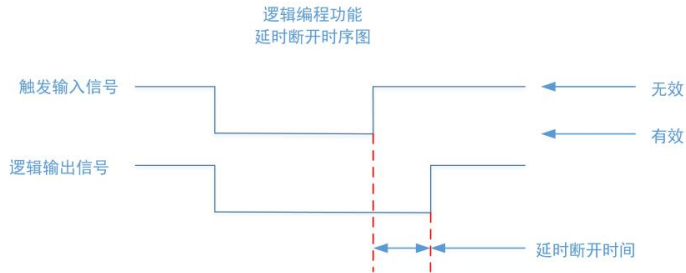 逻辑编程功能
延时断开时序图
触发输入信号
无效
有效
逻辑输出信号
延时断开时间